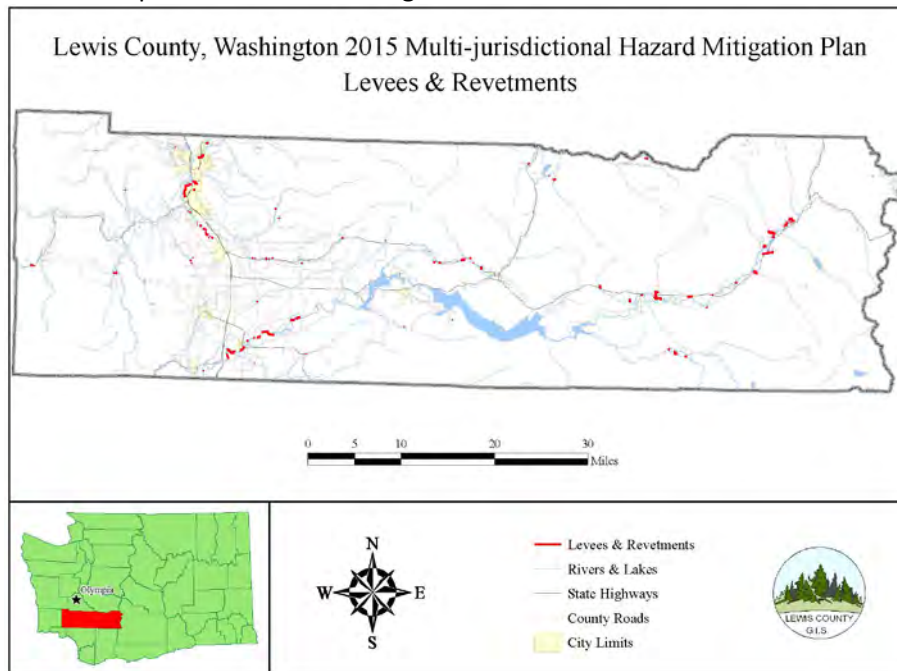 Lewis County, Washington 2015 Multi-jurisdictional Hazard Mitigation Plan
Levees & Revetments
0 5 10 20 30
Miles
Olympia
N
W E
S
Levees & Revetments
Rivers & Lakes
State Highways
County Roads
City Limits
LEWIS COUNTY
G.I.S